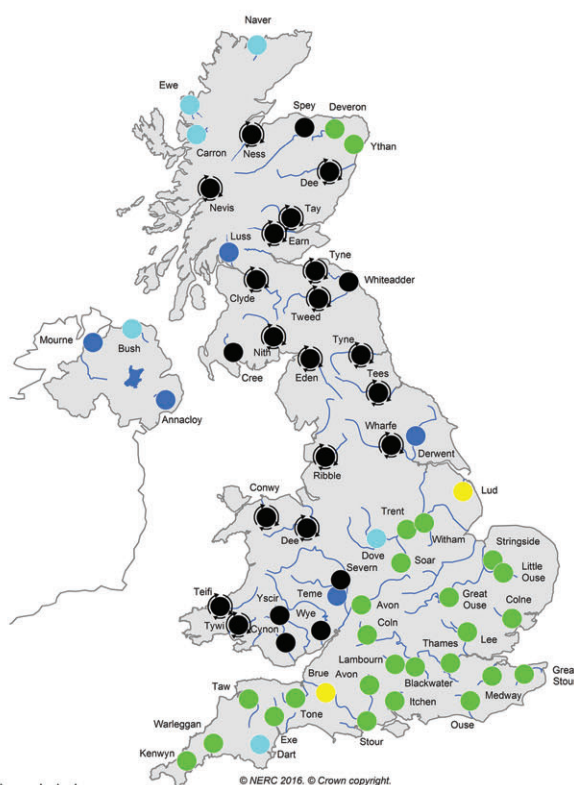 Naver
Ewe
Spey
Deveron
Carron
Ness
Ythan
Dee
Nevis
Tay
Luss
Earn
Tyne
Whiteadder
Clyde
Tweed
Mourne
Bush
Nith
Tyne
Cree
Eden
Tees
Annacloy
Wharfe
Derwent
Ribble
Conwy
Lud
Trent
Dee
Dove
Witham
Stringside
Severn
Soar
Little
Ouse
Teifi
Yscir
Teme
Avon
Great
Ouse
Colne
Wye
Coln
Tywi
Cynon
Thames
Lee
Lambourn
Brue
Avon
Blackwater
Great
Stour
Taw
Medway
Itchen
Warleggan
Tone
Ouse
Exe
Stour
Kenwyn
Dart
© NERC 2016. © Crown copyright.